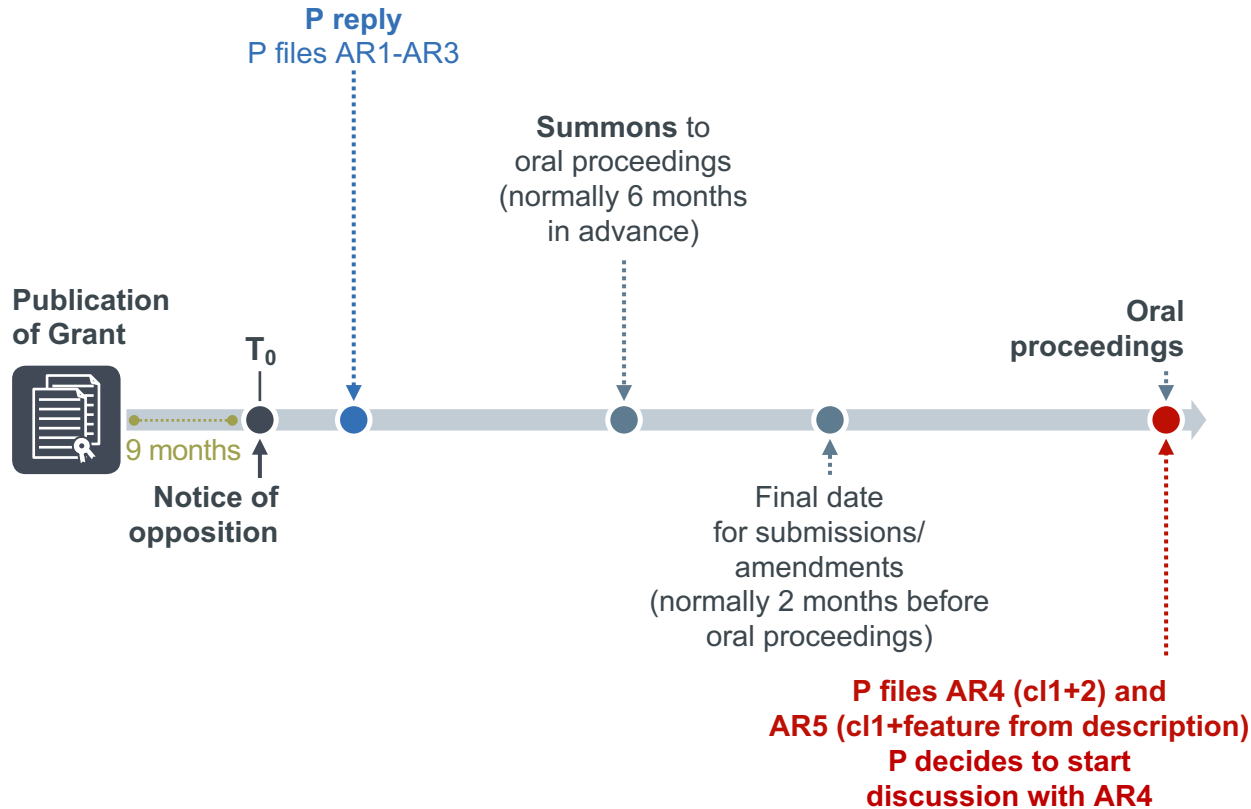 P reply
P files AR1-AR3
Summons to
oral proceedings
(normally 6 months
in advance)
Publication
of Grant
T₀
Oral
proceedings
9 months
Notice of
opposition
Final date
for submissions/
amendments
(normally 2 months before
oral proceedings)
P files AR4 (cl1+2) and
AR5 (cl1+feature from description)
P decides to start
discussion with AR4